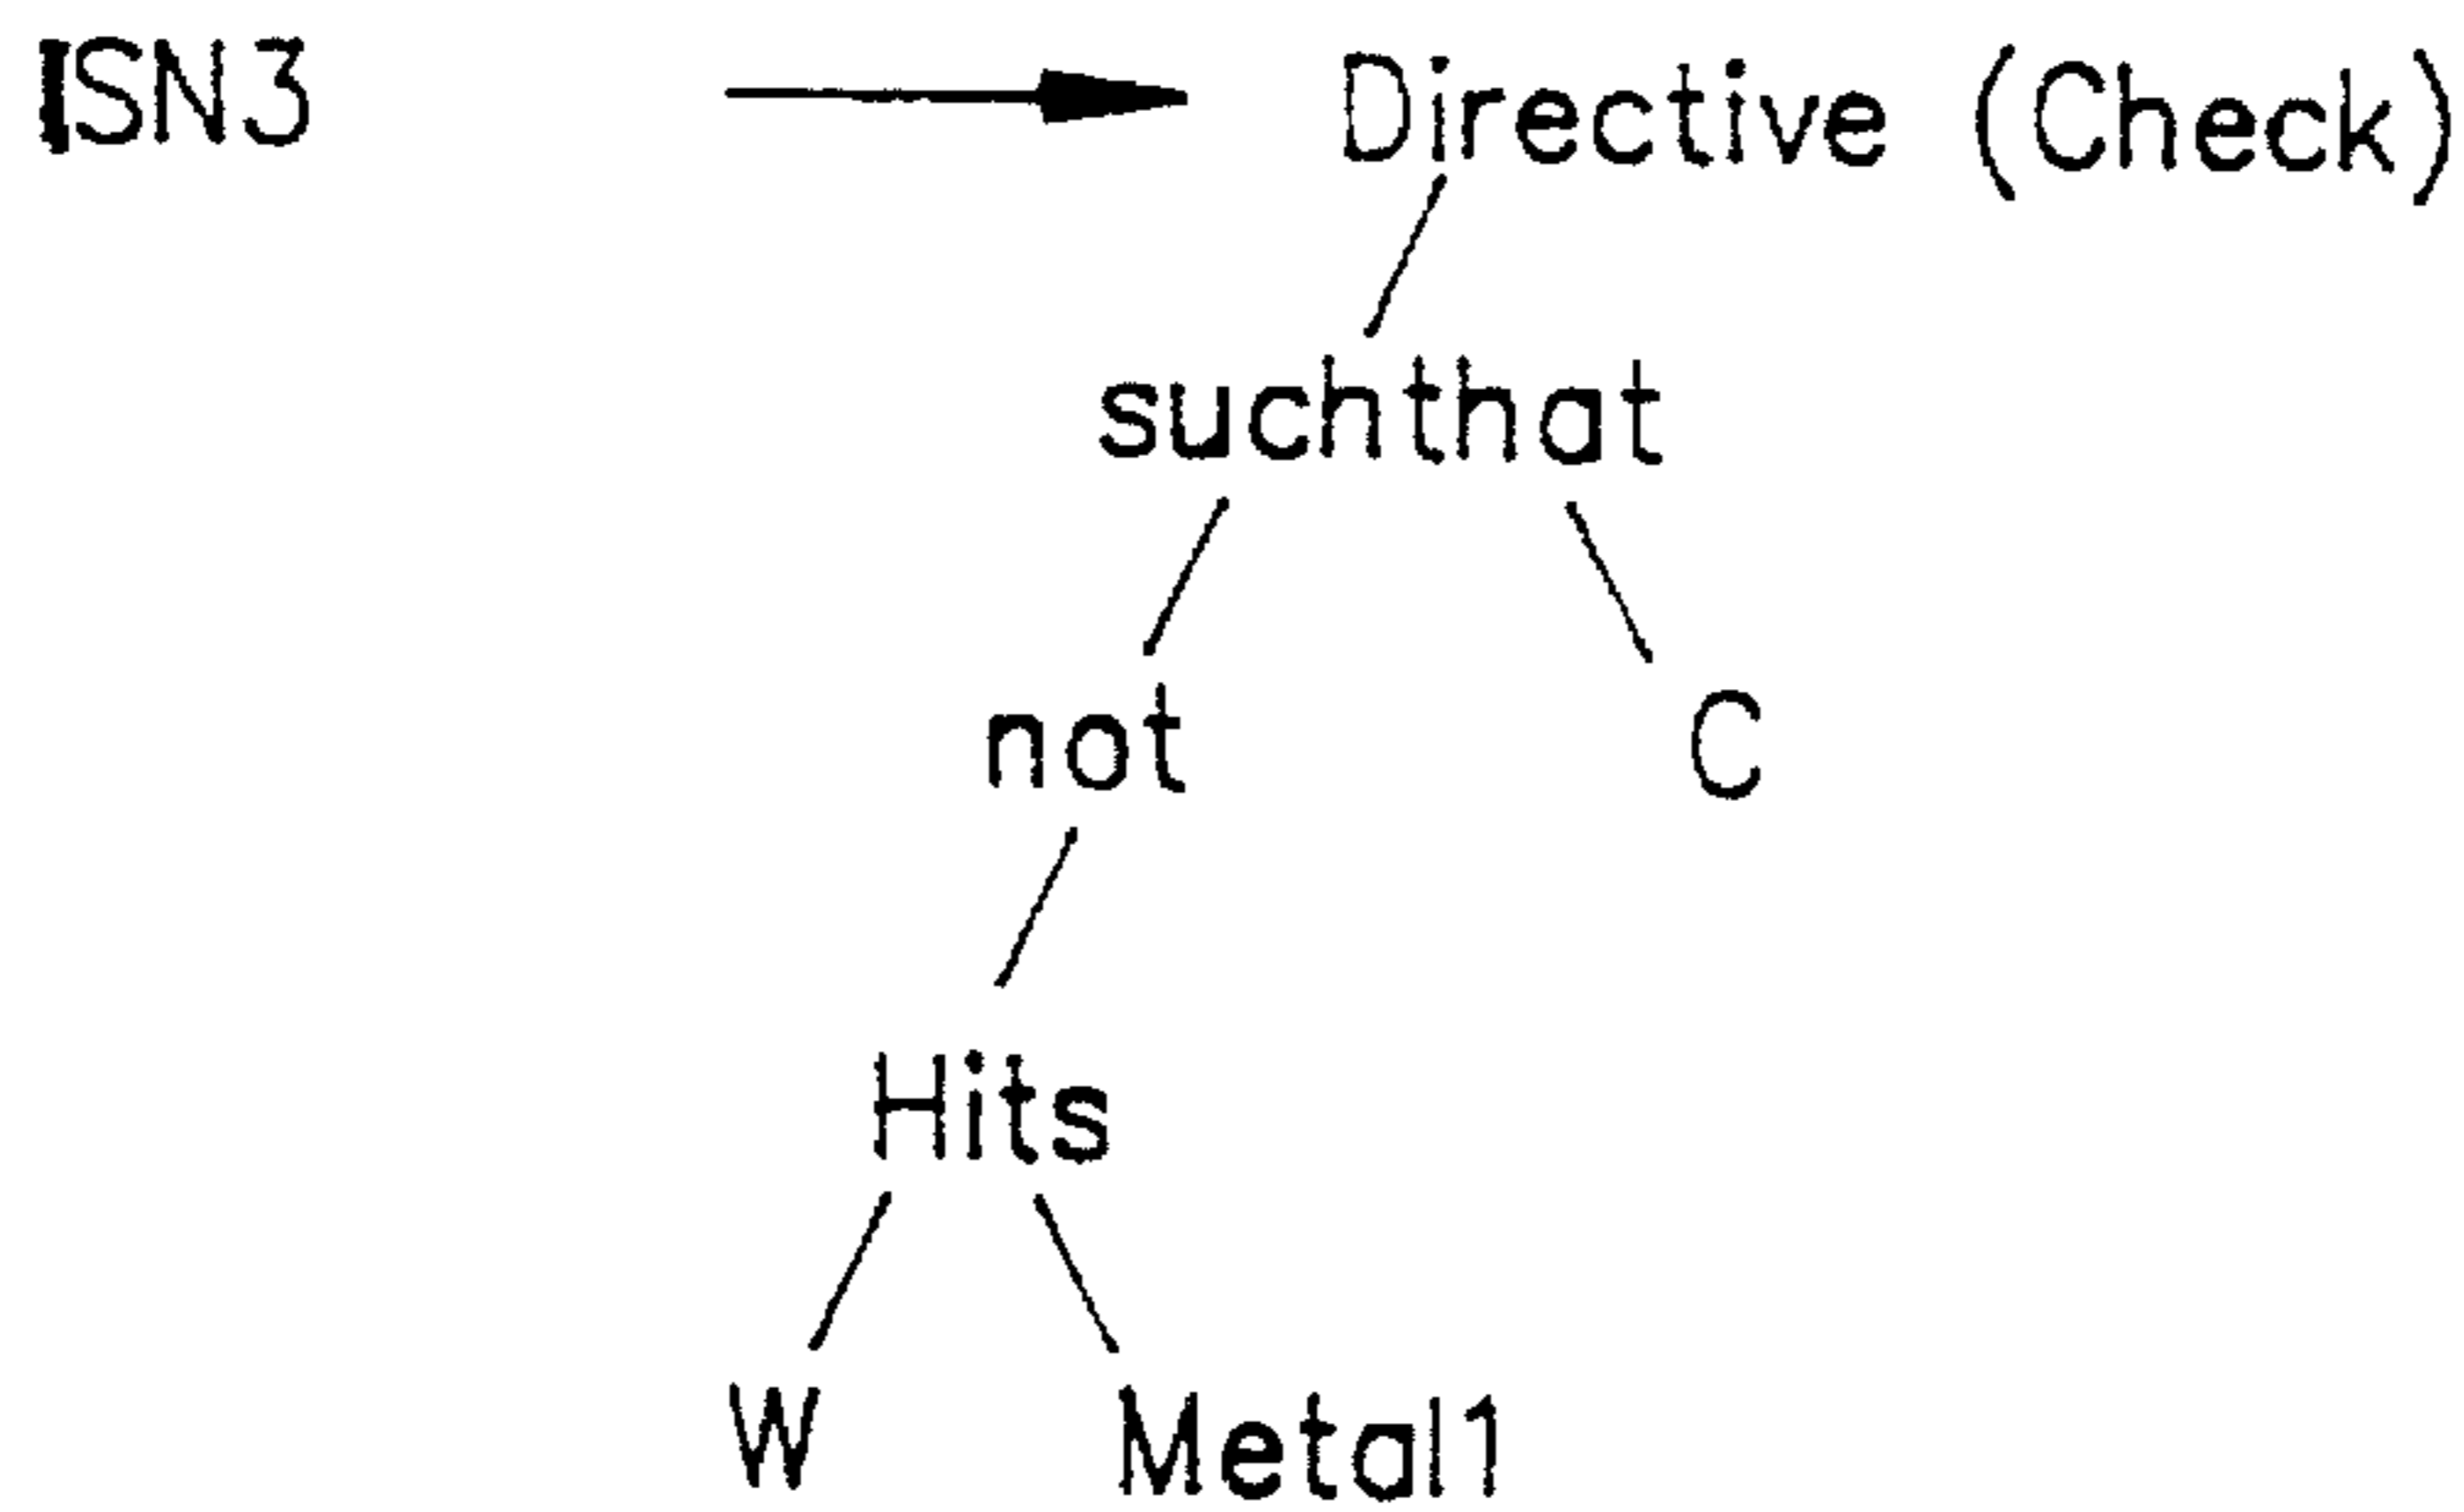 ISN3 Directive (Check)
suchthat
not C
Hits
W Metal1